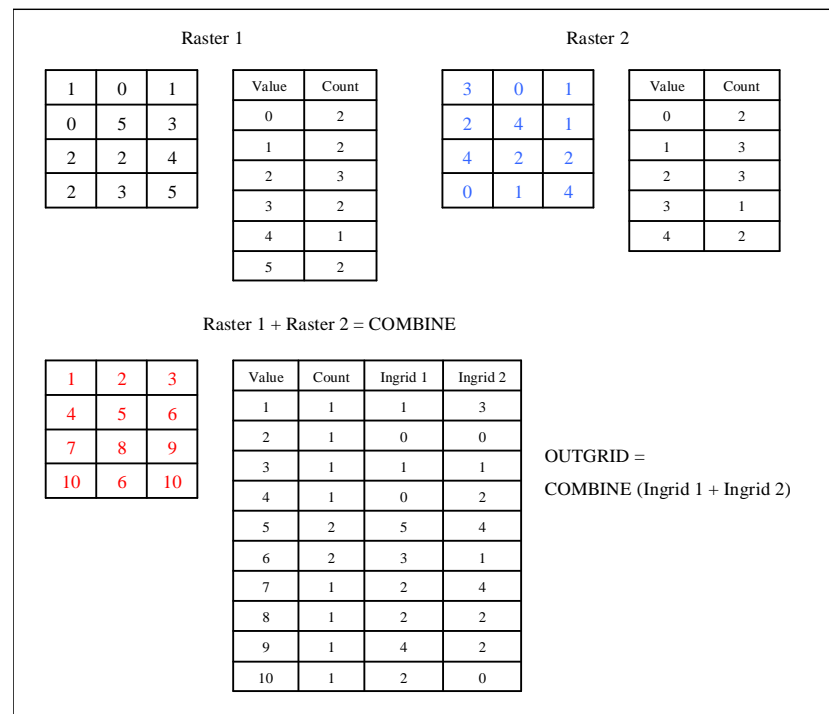 Raster 1
1 0 1
0 5 3
2 2 4
2 3 5
Value Count
0 2
1 2
2 3
3 2
4 1
5 2
Raster 2
3 0 1
2 4 1
4 2 2
0 1 4
Value Count
0 2
1 3
2 3
3 1
4 2
Raster 1 + Raster 2 = COMBINE
1 2 3
4 5 6
7 8 9
10 6 10
Value Count Ingrid 1 Ingrid 2
1 1 1 3
2 1 0 0
3 1 1 1
4 1 0 2
5 2 5 4
6 2 3 1
7 1 2 4
8 1 2 2
9 1 4 2
10 1 2 0
OUTGRID =
COMBINE (Ingrid 1 + Ingrid 2)